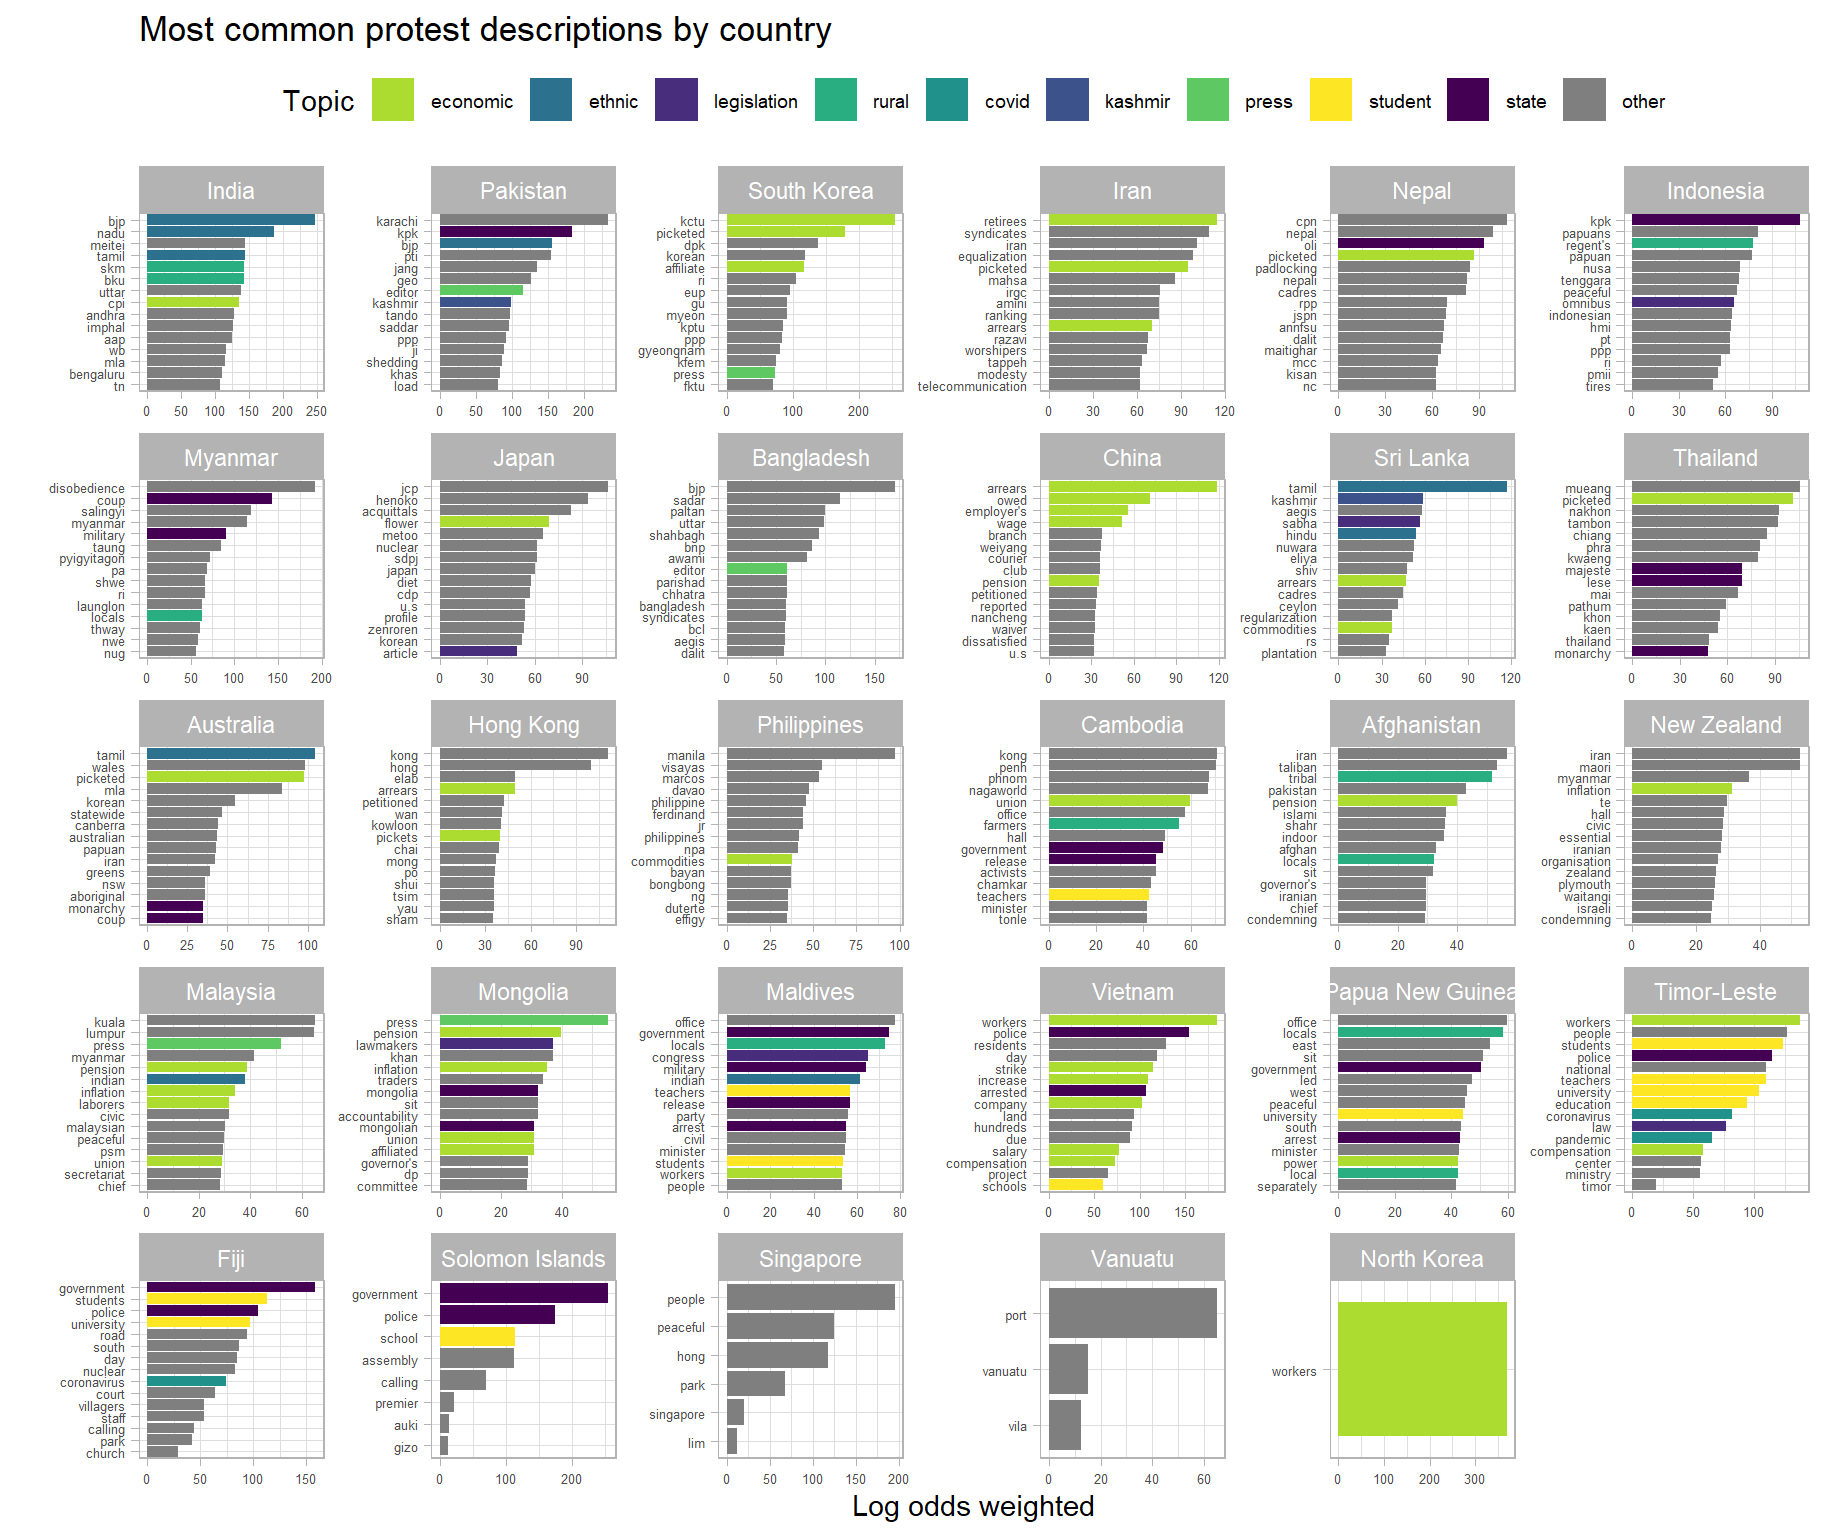 Most common protest descriptions by country
Topic economic ethnic legislation rural covid kashmir press student state other
India
bjp
nadu
meitei
tamil
skm
bku
uttar
cpi
andhra
imphal
aap
wb
mla
bengaluru
tn
0 50 100 150 200 250
Pakistan
karachi
kpk
bjp
pti
jang
geo
editor
kashmir
tando
saddar
ppp
ji
shedding
khas
load
0 50 100 150 200
South Korea
kctu
picketed
dpk
korean
affiliate
ri
eup
gu
myeon
kptu
ppp
gyeongnam
kfem
press
fktu
0 100 200
Iran
retirees
syndicates
iran
equalization
picketed
mahsa
irgc
amini
ranking
arrears
razavi
worshipers
tappeh
modesty
telecommunication
0 30 60 90 120
Nepal
cpn
nepal
oli
picketed
padlocking
nepali
cadres
rpp
jspn
annfsu
dalit
maitighar
mcc
kisan
nc
0 30 60 90
Indonesia
kpk
papuans
regent's
papuan
nusa
tenggara
peaceful
omnibus
indonesian
hmi
pt
ppp
ri
pmii
tires
0 30 60 90
Myanmar
disobedience
coup
salingyi
myanmar
military
taung
pyigyitagon
pa
shwe
ri
launglon
locals
thway
nwe
nug
0 50 100 150 200
Japan
jcp
henoko
acquittals
flower
metoo
nuclear
sdpj
japan
diet
cdp
u.s
profile
zenroren
korean
article
0 30 60 90
Bangladesh
bjp
sadar
paltan
uttar
shahbagh
bnp
awami
editor
parishad
chhatra
bangladesh
syndicates
bcl
aegis
dalit
0 50 100 150
China
arrears
owed
employer's
wage
branch
weiyang
courier
club
pension
petitioned
reported
nancheng
waiver
dissatisfied
u.s
0 30 60 90 120
Sri Lanka
tamil
kashmir
aegis
sabha
hindu
nuwara
eliya
shiv
arrears
cadres
ceylon
regularization
commodities
rs
plantation
0 30 60 90 120
Thailand
mueang
picketed
nakhon
tambon
chiang
phra
kwaeng
majeste
lese
mai
pathum
khon
kaen
thailand
monarchy
0 30 60 90
Australia
tamil
wales
picketed
mla
korean
statewide
canberra
australian
papuan
iran
greens
nsw
aboriginal
monarchy
coup
0 25 50 75 100
Hong Kong
kong
hong
elab
arrears
petitioned
wan
kowloon
pickets
chai
mong
po
shui
tsim
yau
sham
0 30 60 90
Philippines
manila
visayas
marcos
davao
philippine
ferdinand
jr
philippines
npa
commodities
bayan
bongbong
ng
duterte
effigy
0 25 50 75 100
Cambodia
kong
penh
phnom
nagaworld
union
office
farmers
hall
government
release
activists
chamkar
teachers
minister
tonle
0 20 40 60
Afghanistan
iran
taliban
tribal
pakistan
pension
islami
shahr
indoor
afghan
locals
sit
governor's
iranian
chief
condemning
0 20 40
New Zealand
iran
maori
myanmar
inflation
te
hall
civic
essential
iranian
organisation
zealand
plymouth
waitangi
israeli
condemning
0 20 40
Malaysia
kuala
lumpur
press
myanmar
pension
indian
inflation
laborers
civic
malaysian
peaceful
psm
union
secretariat
chief
0 20 40 60
Mongolia
press
pension
lawmakers
khan
inflation
traders
mongolia
sit
accountability
mongolian
union
affiliated
governor's
dp
committee
0 20 40
Maldives
office
government
locals
congress
military
indian
teachers
release
party
arrest
civil
minister
students
workers
people
0 20 40 60 80
Vietnam
workers
police
residents
day
strike
increase
arrested
company
land
hundreds
due
salary
compensation
project
schools
0 50 100 150
Papua New Guinea
office
locals
east
sit
government
led
west
peaceful
university
south
arrest
minister
power
local
separately
0 20 40 60
Timor-Leste
workers
people
students
police
national
teachers
university
education
coronavirus
law
pandemic
compensation
center
ministry
timor
0 50 100
Fiji
government
students
police
university
road
south
day
nuclear
coronavirus
court
villagers
staff
calling
park
church
0 50 100 150
Solomon Islands
government
police
school
assembly
calling
premier
auki
gizo
0 100 200
Singapore
people
peaceful
hong
park
singapore
lim
0 50 100 150 200
Vanuatu
port
vanuatu
vila
0 20 40 60
North Korea
workers
0 100 200 300
Log odds weighted